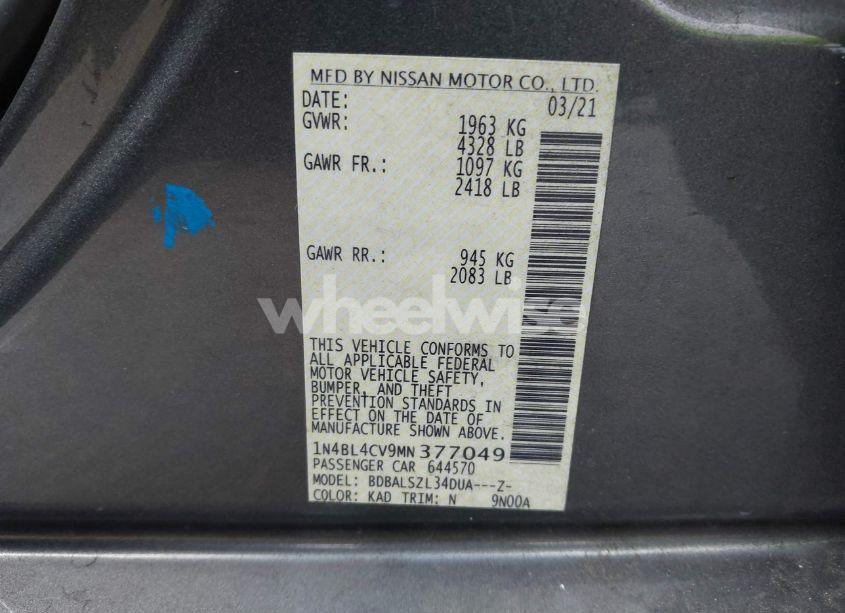 MFD BY NISSAN MOTOR CO., LTD.
DATE: 03/21
GVWR: 1963 KG
4328 LB
GAWR FR.: 1097 KG
2418 LB
GAWR RR.: 945 KG
2083 LB
wheelwise
THIS VEHICLE CONFORMS TO
ALL APPLICABLE FEDERAL
MOTOR VEHICLE SAFETY,
BUMPER, AND THEFT
PREVENTION STANDARDS IN
EFFECT ON THE DATE OF
MANUFACTURE SHOWN ABOVE.
1N4BL4CV9MN377049
PASSENGER CAR 644570
MODEL: BDBALSZL34DUA---Z-
COLOR: KAD TRIM: N 9N00A